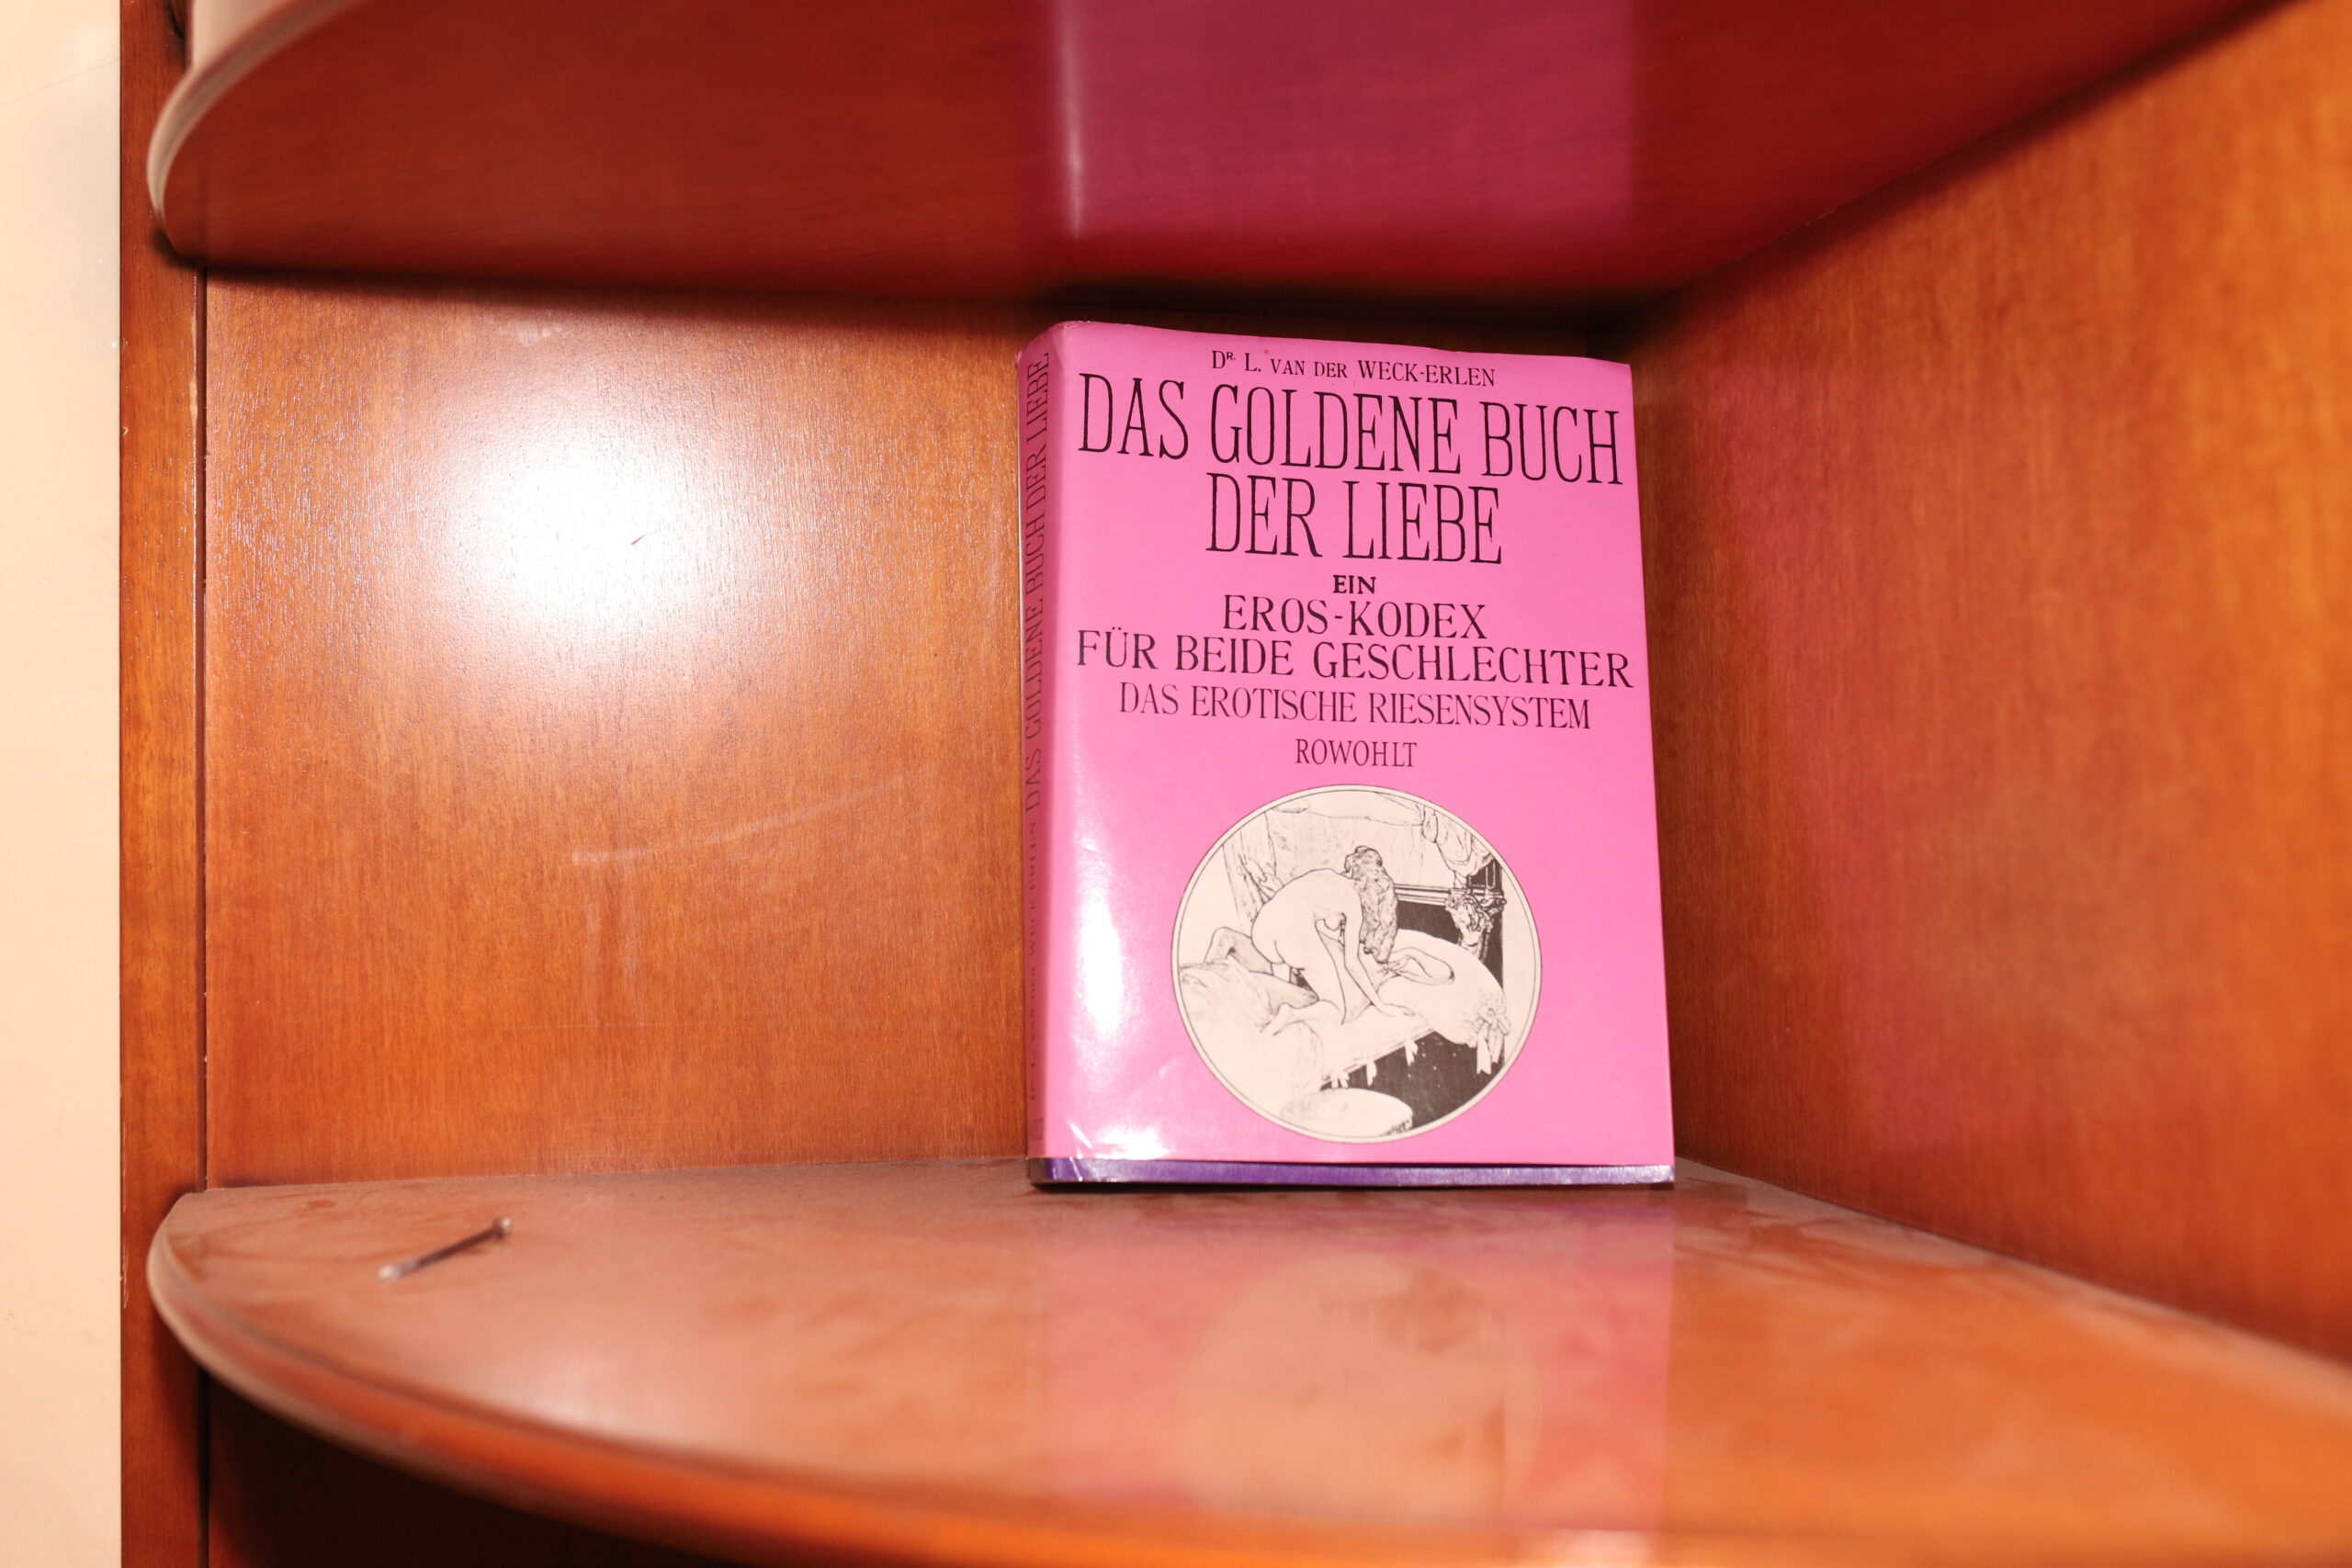 DR. L. VAN DER WECK-ERLEN
DAS GOLDENE BUCH
DER LIEBE
EIN
EROS-KODEX
FÜR BEIDE GESCHLECHTER
DAS EROTISCHE RIESENSYSTEM
ROWOHLT
DAS GOLDENE BUCH DER LIEBE